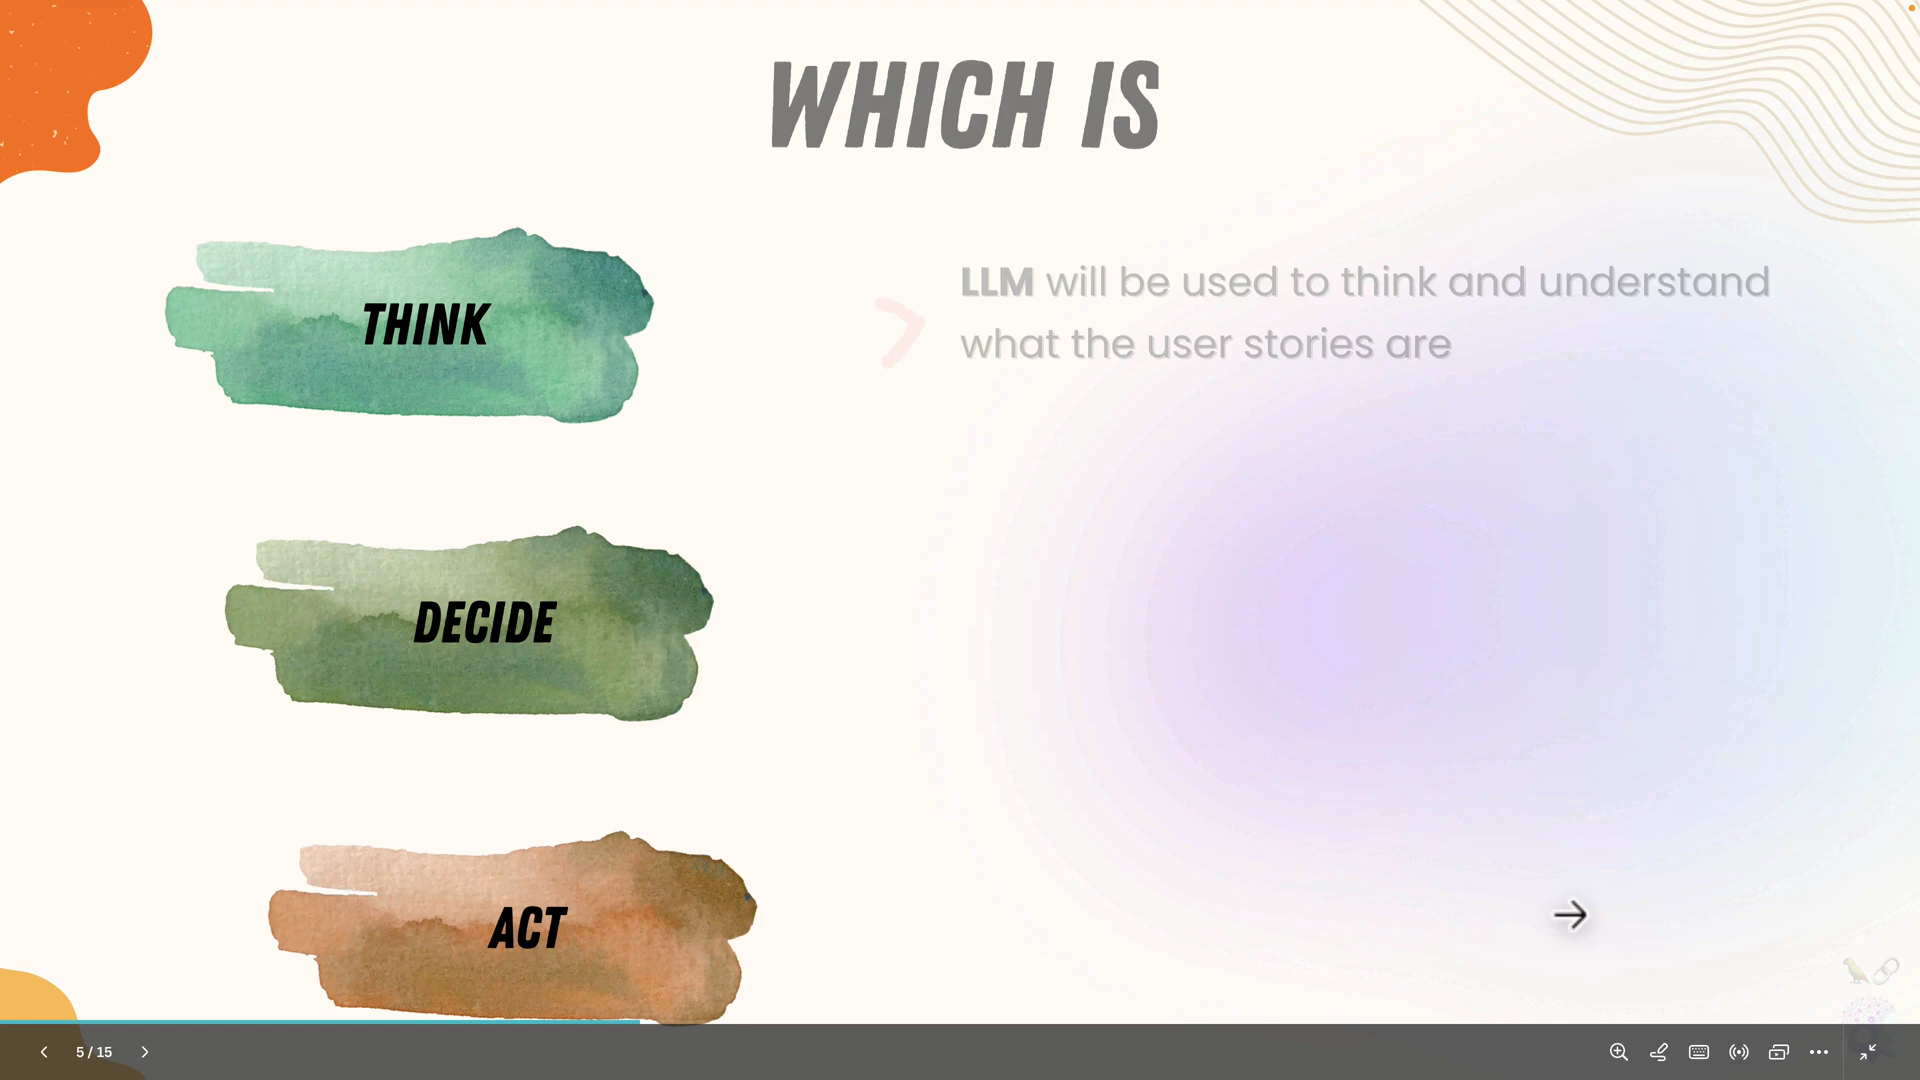 WHICH IS
THINK
LLM will be used to think and understand
what the user stories are
DECIDE
ACT
5 / 15